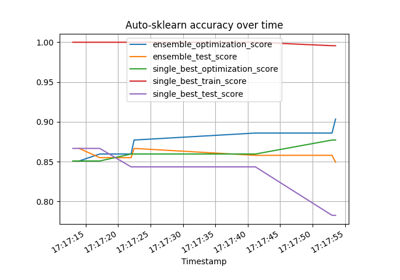 Auto-sklearn accuracy over time
1.00
0.95
0.90
0.85
0.80
ensemble_optimization_score
ensemble_test_score
single_best_optimization_score
single_best_train_score
single_best_test_score
17:17:15
17:17:20
17:17:25
17:17:30
17:17:35
17:17:40
17:17:45
17:17:50
17:17:55
Timestamp